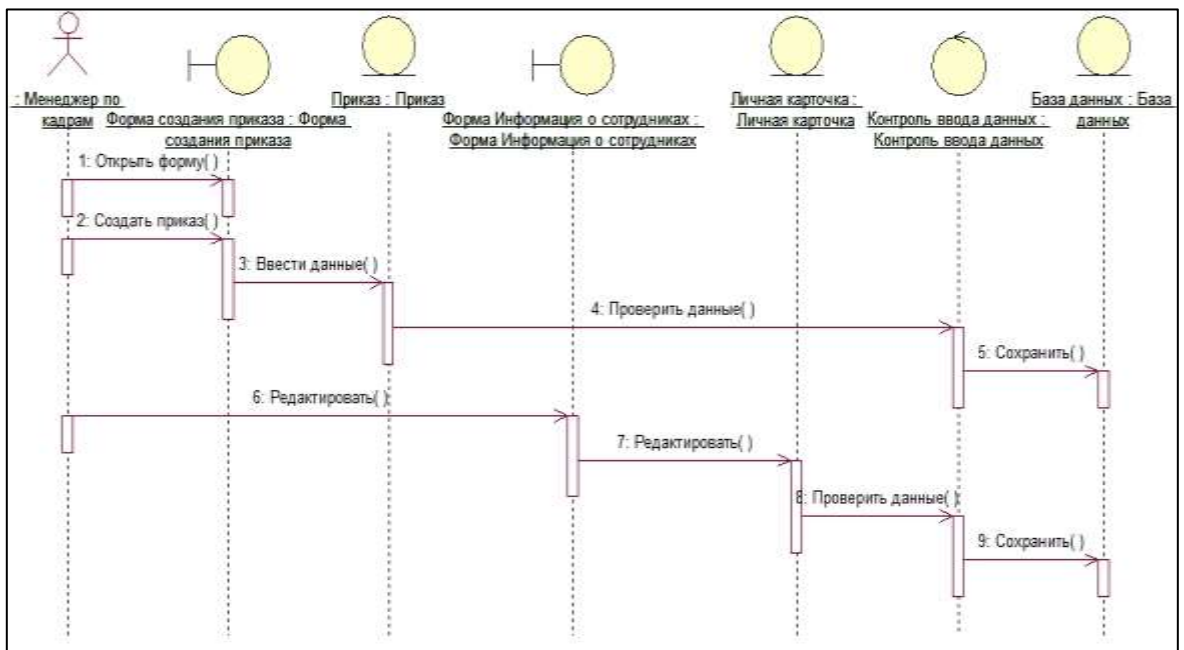 : Менеджер по
кадрам
Форма создания приказа : Форма
создания приказа
Приказ : Приказ
Форма Информация о сотрудниках :
Форма Информация о сотрудниках
Личная карточка :
Личная карточка
Контроль ввода данных :
Контроль ввода данных
База данных : База
данных
1: Открыть форму( )
2: Создать приказ( )
3: Ввести данные( )
4: Проверить данные( )
5: Сохранить( )
6: Редактировать( )
7: Редактировать( )
8: Проверить данные( )
9: Сохранить( )